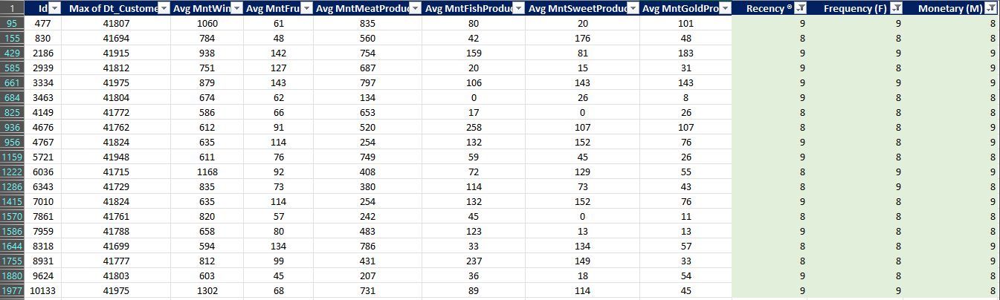 1 Id Max of Dt_Custome Avg MntWin Avg MntFru Avg MntMeatProduc Avg MntFishProduc Avg MntSweetProduc Avg MntGoldPro Recency ® Frequency (F) Monetary (M)
95 477 41807 1060 61 835 80 20 101 9 9 8
155 830 41694 784 48 560 42 176 48 8 8 8
429 2186 41915 938 142 754 159 81 183 9 9 9
585 2939 41812 751 127 687 20 15 31 9 8 9
661 3334 41975 879 143 797 106 143 143 9 9 9
684 3463 41804 674 62 134 0 26 8 9 8 8
825 4149 41772 586 66 653 17 0 26 8 8 8
936 4676 41762 612 91 520 258 107 107 8 8 9
956 4767 41824 635 114 254 132 152 76 9 8 9
1159 5721 41948 611 76 749 59 45 26 9 8 8
1222 6036 41715 1168 92 408 72 129 55 8 9 9
1286 6343 41729 835 73 380 114 73 43 8 9 8
1415 7010 41824 635 114 254 132 152 76 9 8 9
1570 7861 41761 820 57 242 45 0 11 8 8 8
1586 7959 41788 658 80 483 123 13 13 9 8 8
1644 8318 41699 594 134 786 33 134 57 8 8 9
1755 8931 41777 812 99 431 237 149 33 8 8 9
1880 9624 41803 603 45 207 36 18 54 9 8 8
1977 10133 41975 1302 68 731 89 114 45 9 9 8